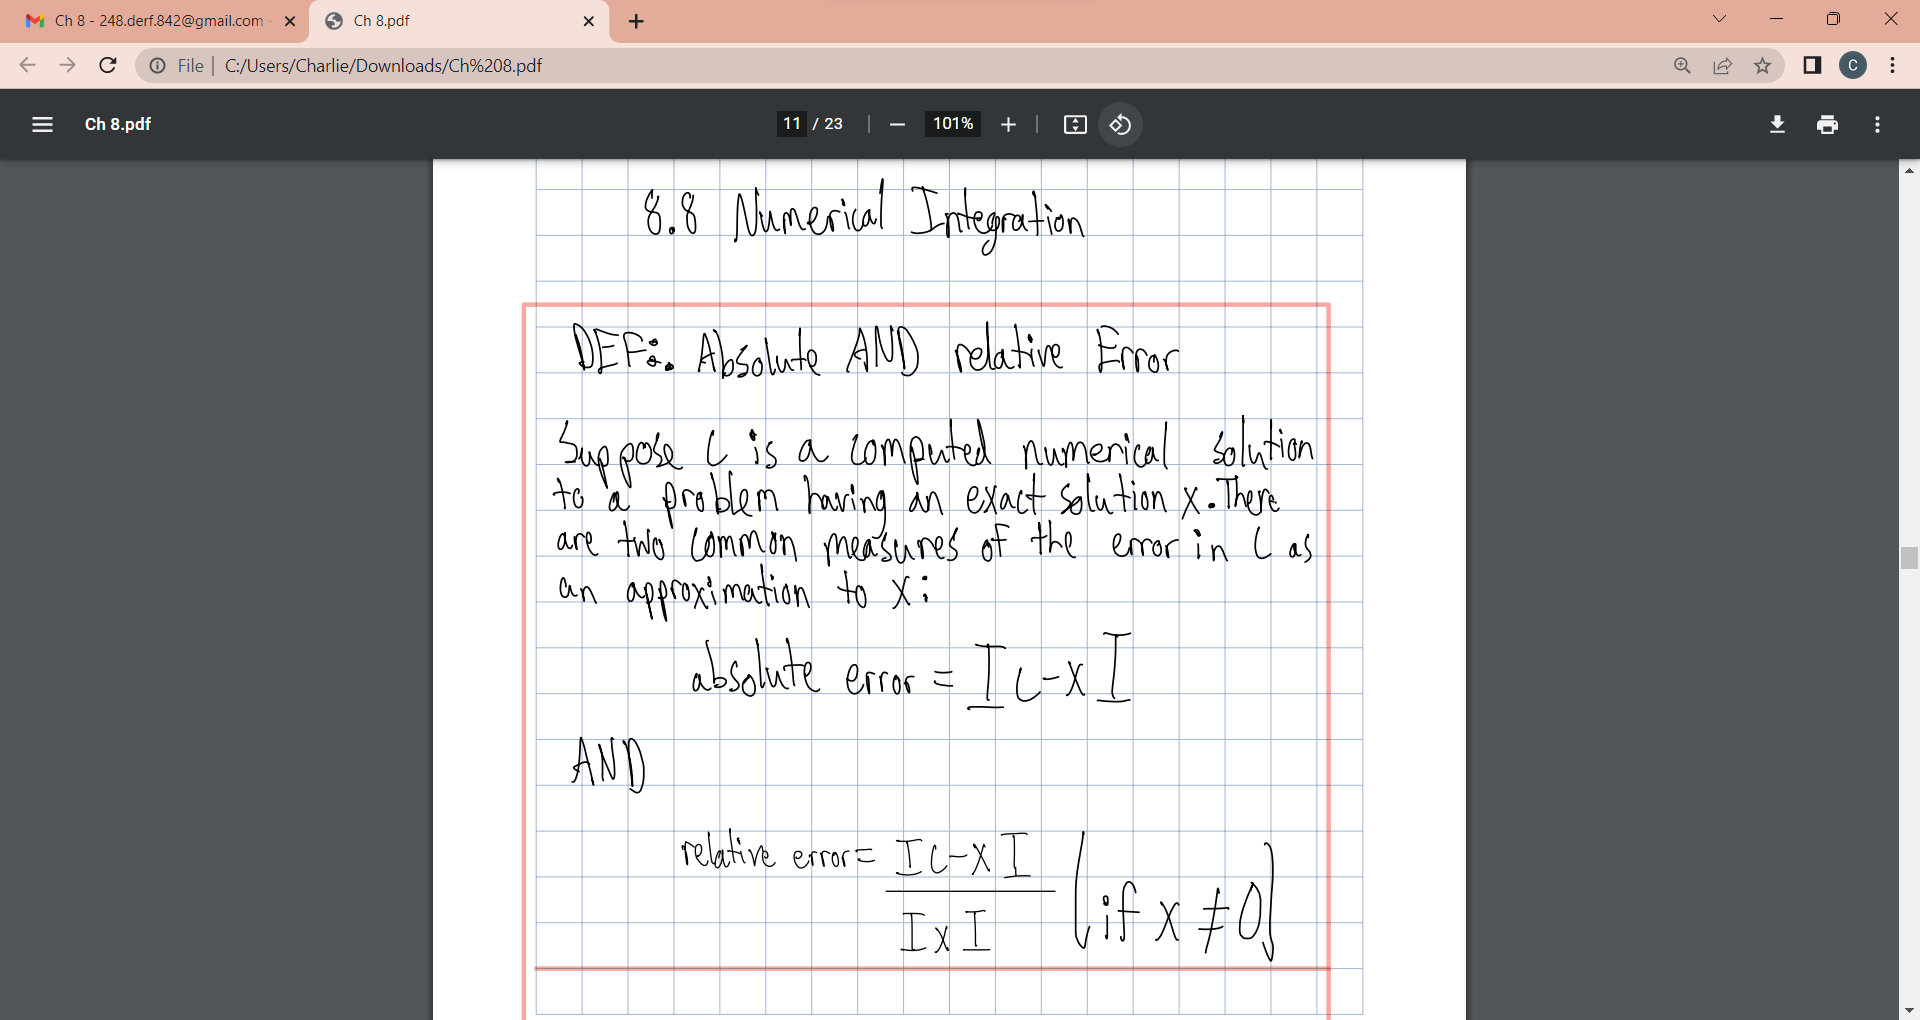 Ch 8 - 248.derf.842@gmail.com -
Ch 8.pdf
File | C:/Users/Charlie/Downloads/Ch%208.pdf
C
Ch 8.pdf
11 / 23
101%
8.8 Numerical Integration
DEF:. Absolute AND relative Error
Suppose C is a computed numerical solution
to a problem having an exact solution x. There
are two common measures of the error in C as
an approximation to x:
absolute error = |c-x|
AND
relative error = |c-x| / |x| (if x ≠ 0)